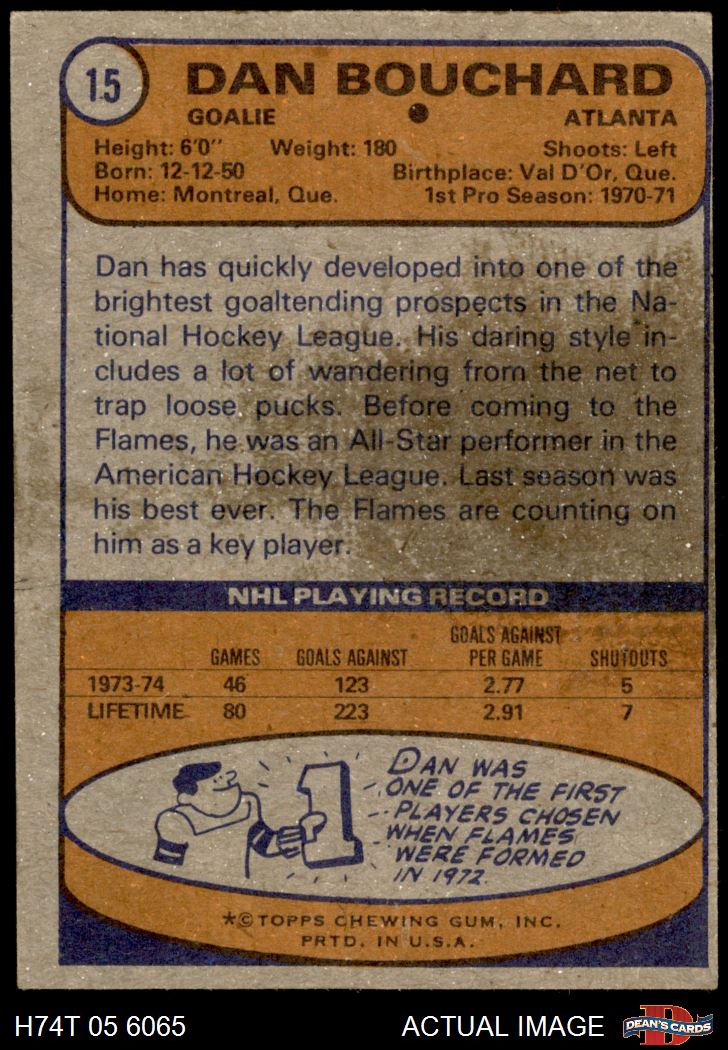 15
DAN BOUCHARD
GOALIE ATLANTA
Height: 6'0" Weight: 180 Shoots: Left
Born: 12-12-50 Birthplace: Val D'Or, Que.
Home: Montreal, Que. 1st Pro Season: 1970-71
Dan has quickly developed into one of the
brightest goaltending prospects in the Na-
tional Hockey League. His daring style in-
cludes a lot of wandering from the net to
trap loose pucks. Before coming to the
Flames, he was an All-Star performer in the
American Hockey League. Last season was
his best ever. The Flames are counting on
him as a key player.
NHL PLAYING RECORD
GAMES GOALS AGAINST GOALS AGAINST PER GAME SHUTOUTS
1973-74 46 123 2.77 5
LIFETIME 80 223 2.91 7
1
DAN WAS
ONE OF THE FIRST
PLAYERS CHOSEN
WHEN FLAMES
WERE FORMED
IN 1972.
*©TOPPS CHEWING GUM, INC.
PRTD. IN U.S.A.
H74T 05 6065 ACTUAL IMAGE
D
DEAN'S CARDS